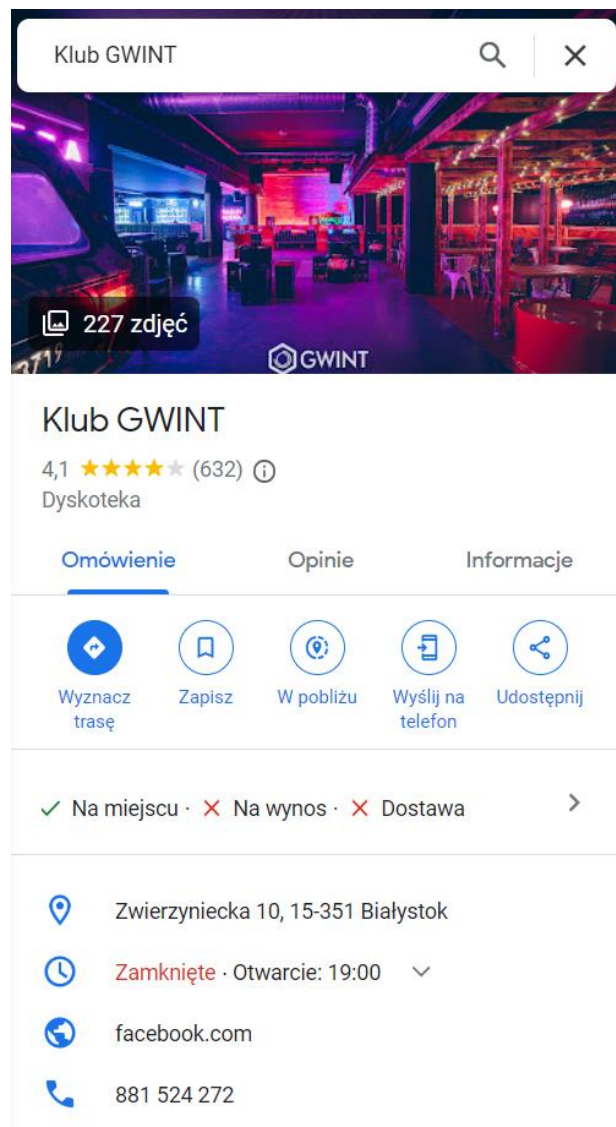 Klub GWINT
227 zdjęć
GWINT
Klub GWINT
4,1 (632)
Dyskoteka
Omówienie Opinie Informacje
Wyznacz trasę
Zapisz
W pobliżu
Wyślij na telefon
Udostępnij
Na miejscu · Na wynos · Dostawa
Zwierzyniecka 10, 15-351 Białystok
Zamknięte · Otwarcie: 19:00
facebook.com
881 524 272